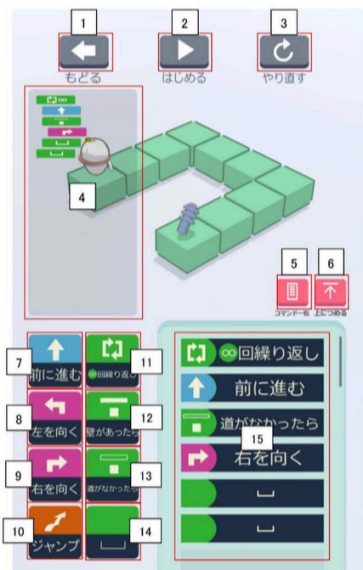 1
2
3
もどる
はじめる
やり直す
4
5
6
コマンド一覧
上につめる
7
前に進む
11
∞回繰り返し
8
左を向く
12
壁があったら
9
右を向く
13
道がなかったら
10
ジャンプ
14
∞回繰り返し
前に進む
道がなかったら
15
右を向く